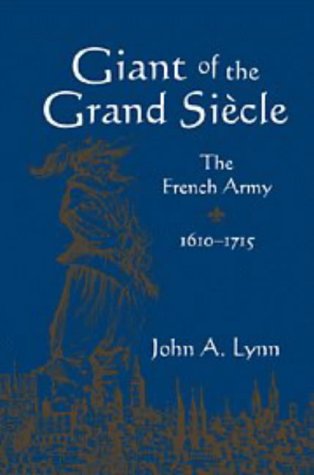 Giant of the
Grand Siècle
The
French Army
1610–1715
John A. Lynn